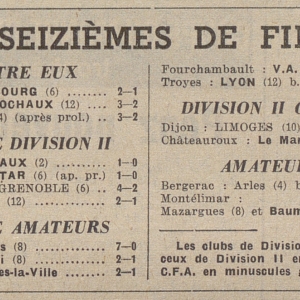 SEIZIÈMES DE FI
TRE EUX
OURG (6) ....... 2—1
OCHAUX (12) .... 3—2
4) (après prol.) .. 3—2
E DIVISION II
AUX (2) .......... 1—0
TAR (6) (ap. pr.) 1—0
GRENOBLE (6) .. 4—2
(12) ......... 2—1
E AMATEURS
s (8) ........... 7—0
i (8) ........... 2—1
es-la-Ville ....... 2—1
Fourchambault : V.A.
Troyes : LYON (12) b.
DIVISION II C
Dijon : LIMOGES (10)
Châteauroux : Le Man
AMATEU
Bergerac : Arles (4) b
Montélimar :
Mazargues (8) et Baum
Les clubs de Divisio
ceux de Division II en
C.F.A. en minuscules